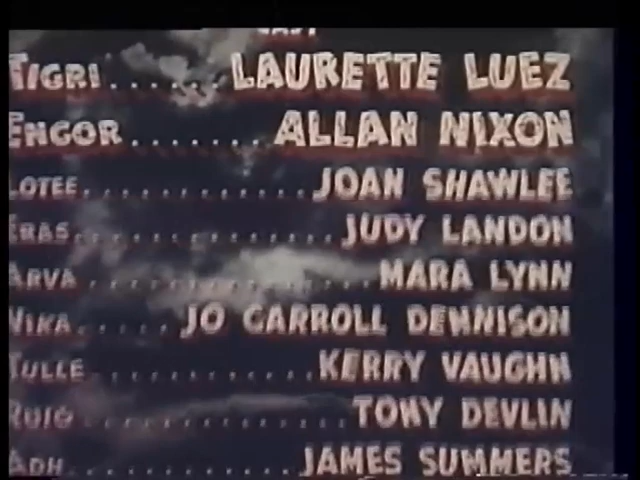 CAST
TIGRI...... LAURETTE LUEZ
ENGOR....... ALLAN NIXON
LOTEE............. JOAN SHAWLEE
ERAS............... JUDY LANDON
ARVA................ MARA LYNN
NIKA...... JO CARROLL DENNISON
TULLE............. KERRY VAUGHN
RUIG................ TONY DEVLIN
ADH............. JAMES SUMMERS